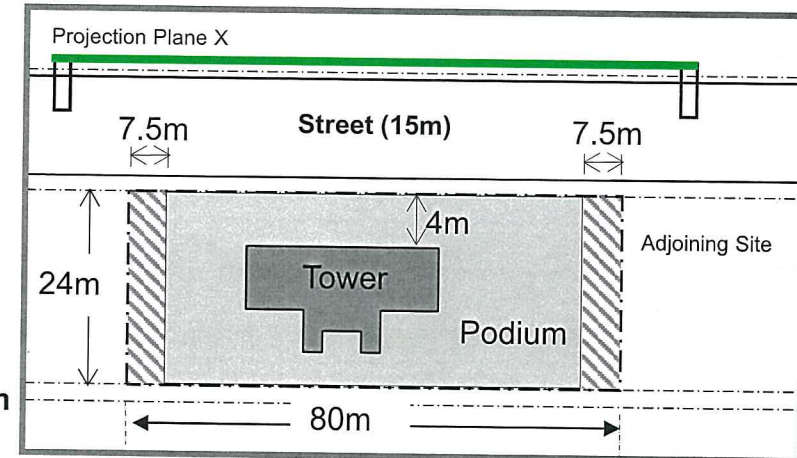 Projection Plane X
7.5m
Street (15m)
7.5m
4m
Adjoining Site
24m
Tower
Podium
m
80m